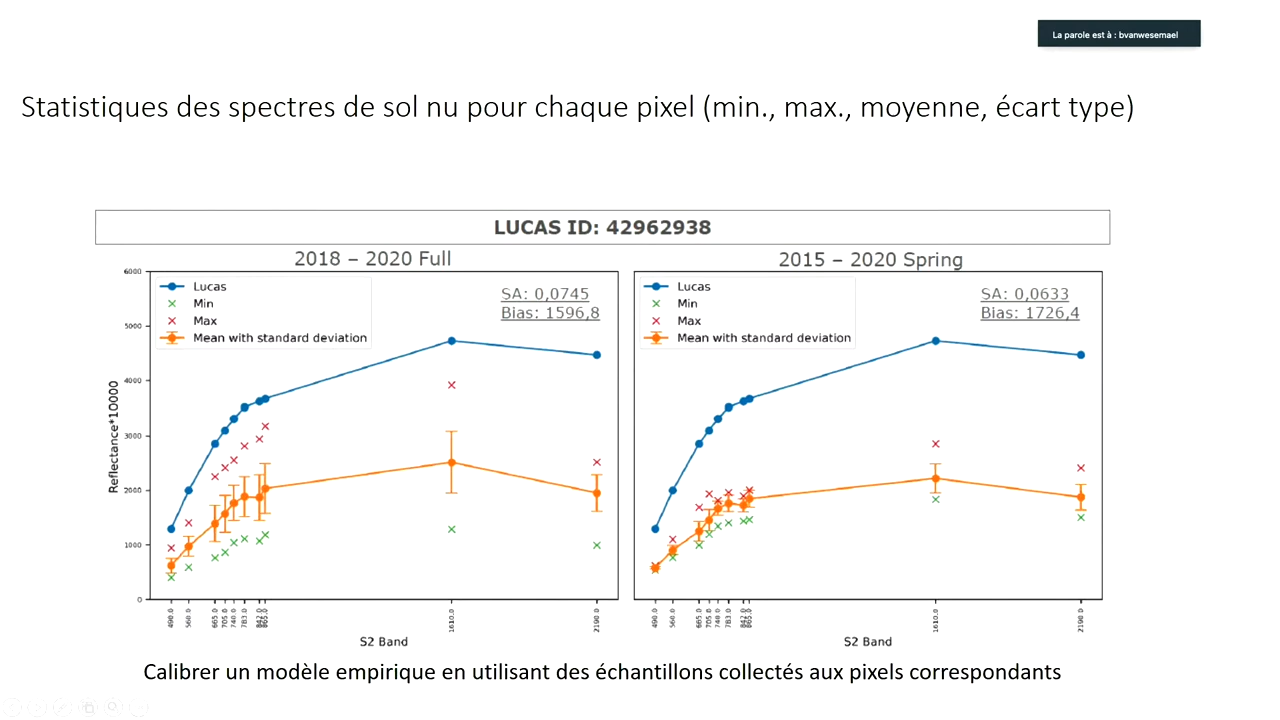 La parole est à : bvanwesemael
Statistiques des spectres de sol nu pour chaque pixel (min., max., moyenne, écart type)
LUCAS ID: 42962938
2018 – 2020 Full
2015 – 2020 Spring
6000
5000
4000
3000
2000
1000
0
Reflectance*10000
Lucas
Min
Max
Mean with standard deviation
SA: 0,0745
Bias: 1596,8
490.0
560.0
665.0
705.0
740.0
783.0
842.0
865.0
1610.0
2190.0
S2 Band
Lucas
Min
Max
Mean with standard deviation
SA: 0,0633
Bias: 1726,4
490.0
560.0
665.0
705.0
740.0
783.0
842.0
865.0
1610.0
2190.0
S2 Band
Calibrer un modèle empirique en utilisant des échantillons collectés aux pixels correspondants